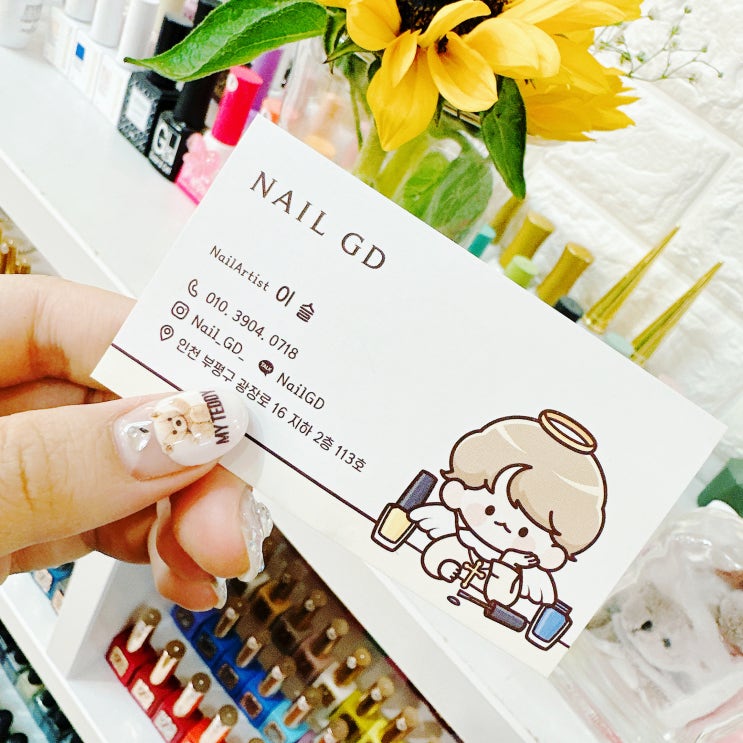 NAIL GD
NailArtist 이슬
010. 3904. 0718
Nail_GD_ TALK NailGD
인천 부평구 광장로 16 지하 2층 113호
MY TEDDY